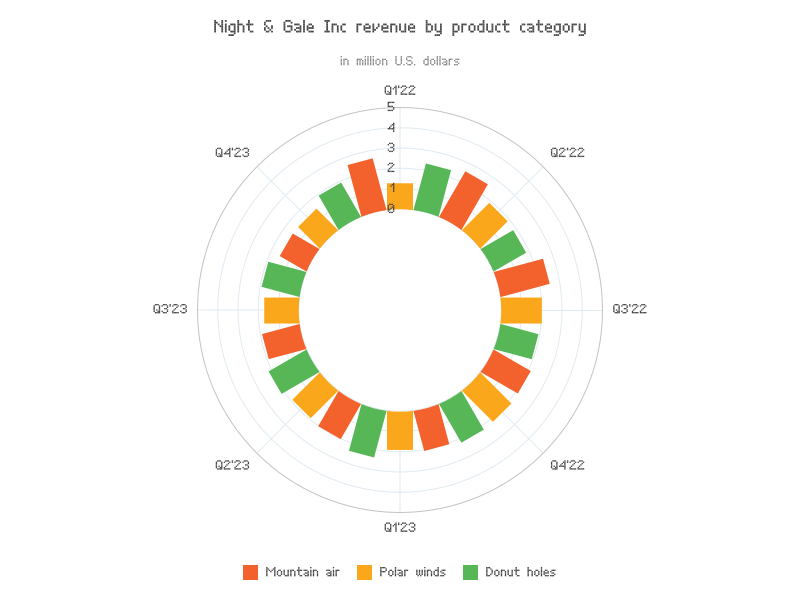 Night & Gale Inc revenue by product category
in million U.S. dollars
Q1'22
5
4
3
2
1
0
Q4'23
Q2'22
Q3'23
Q3'22
Q2'23
Q4'22
Q1'23
Mountain air
Polar winds
Donut holes